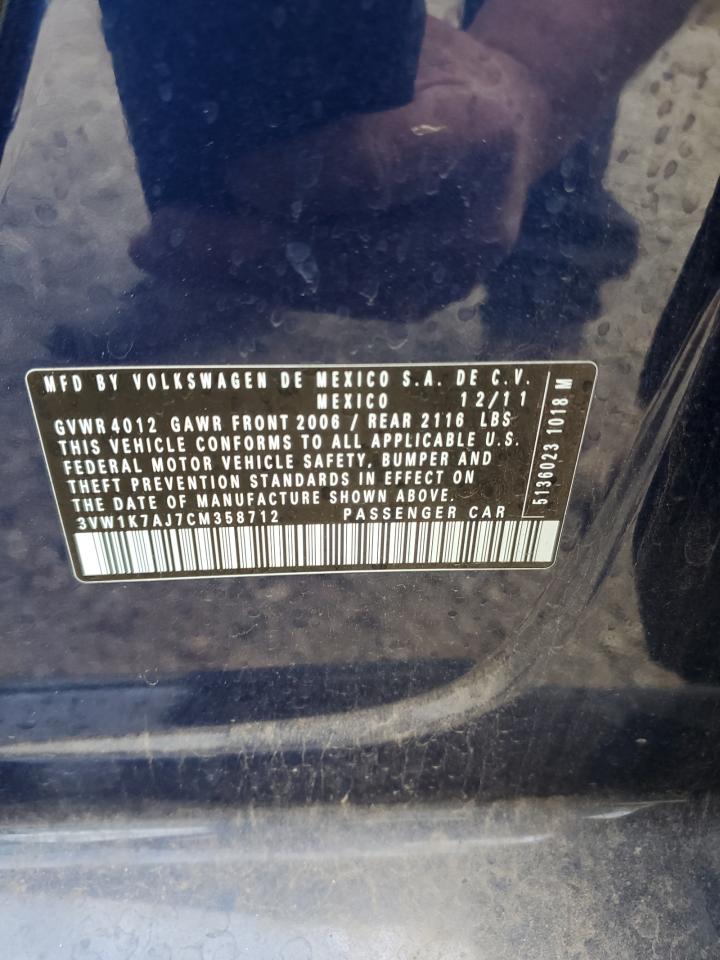 MFD BY VOLKSWAGEN DE MEXICO S.A. DE C.V.
MEXICO 12/11
GVWR 4012 GAWR FRONT 2006 / REAR 2116 LBS
THIS VEHICLE CONFORMS TO ALL APPLICABLE U.S.
FEDERAL MOTOR VEHICLE SAFETY, BUMPER AND
THEFT PREVENTION STANDARDS IN EFFECT ON
THE DATE OF MANUFACTURE SHOWN ABOVE.
3VW1K7AJ7CM358712 PASSENGER CAR
5136023 1018 M